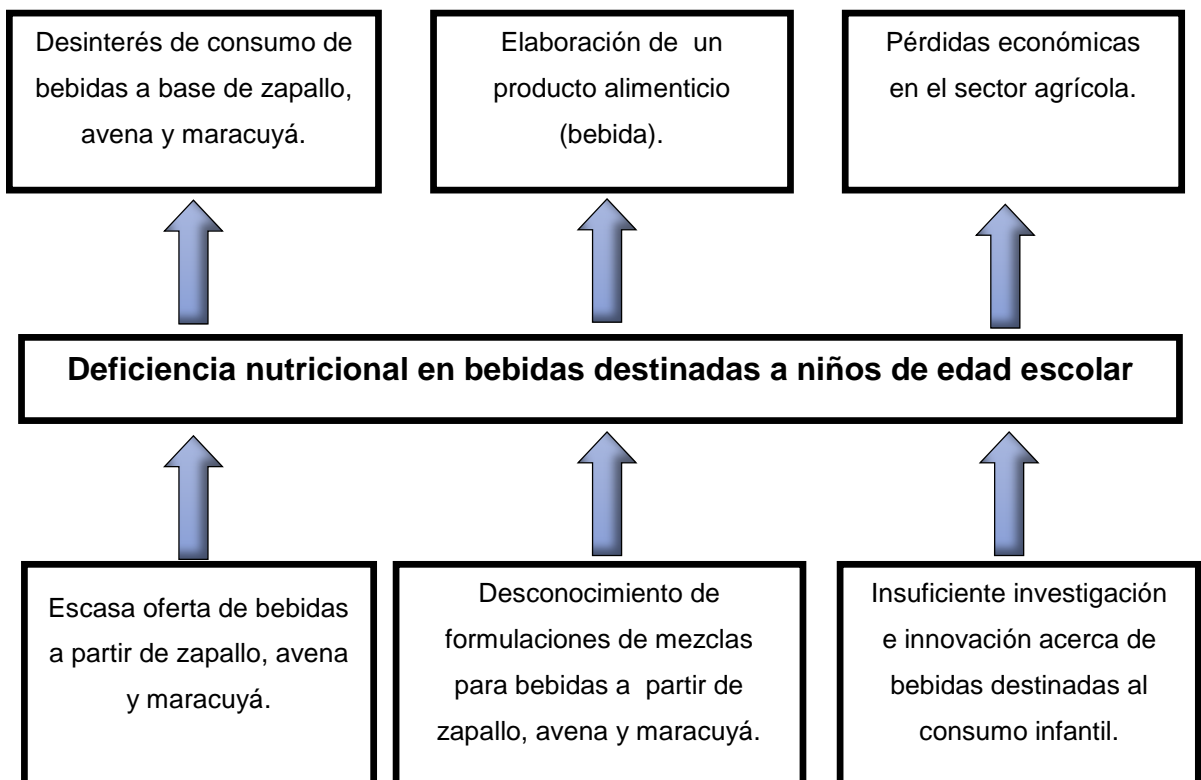 Desinterés de consumo de
bebidas a base de zapallo,
avena y maracuyá.
Elaboración de un
producto alimenticio
(bebida).
Pérdidas económicas
en el sector agrícola.
Deficiencia nutricional en bebidas destinadas a niños de edad escolar
Escasa oferta de bebidas
a partir de zapallo, avena
y maracuyá.
Desconocimiento de
formulaciones de mezclas
para bebidas a partir de
zapallo, avena y maracuyá.
Insuficiente investigación
e innovación acerca de
bebidas destinadas al
consumo infantil.